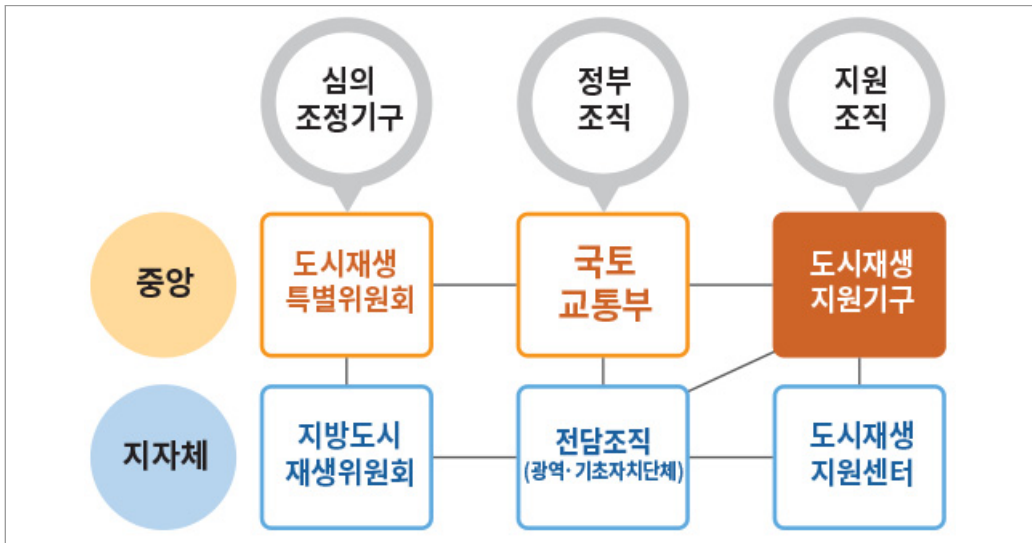 심의
조정기구
정부
조직
지원
조직
중앙
도시재생
특별위원회
국토
교통부
도시재생
지원기구
지자체
지방도시
재생위원회
전담조직
(광역·기초자치단체)
도시재생
지원센터